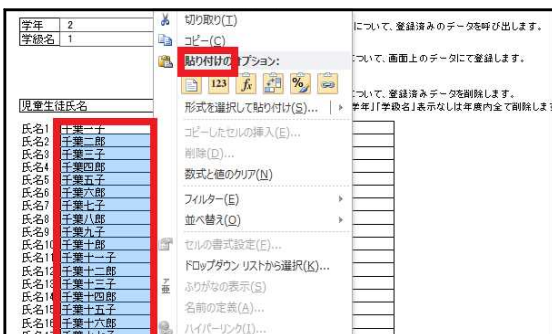 学年 2
学級名 1
について、登録済みのデータを呼び出します。
ついて、画面上のデータにて登録します。
ついて、登録済みデータを削除します。
学年」「学級名」表示なしは年度内全て削除しま
児童生徒氏名
氏名1 千葉一子
氏名2 千葉二郎
氏名3 千葉三子
氏名4 千葉四郎
氏名5 千葉五子
氏名6 千葉六郎
氏名7 千葉七子
氏名8 千葉八郎
氏名9 千葉九子
氏名10 千葉十郎
氏名11 千葉十一子
氏名12 千葉十二郎
氏名13 千葉十三子
氏名14 千葉十四郎
氏名15 千葉十五子
氏名16 千葉十六郎
切り取り(T)
コピー(C)
貼り付けのオプション:
123 fx %
形式を選択して貼り付け(S)...
コピーしたセルの挿入(E)...
削除(D)...
数式と値のクリア(N)
フィルター(E)
並べ替え(O)
セルの書式設定(F)...
ドロップダウン リストから選択(K)...
ふりがなの表示(S)
名前の定義(A)...
ハイパーリンク(I)...